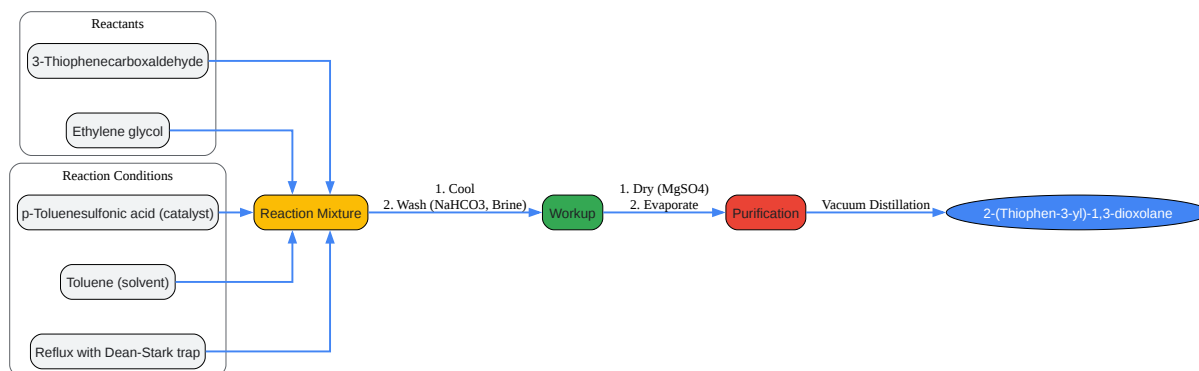 Reactants
3-Thiophenecarboxaldehyde
Ethylene glycol
Reaction Conditions
p-Toluenesulfonic acid (catalyst)
Toluene (solvent)
Reflux with Dean-Stark trap
Reaction Mixture
1. Cool
2. Wash (NaHCO3, Brine)
Workup
1. Dry (MgSO4)
2. Evaporate
Purification
Vacuum Distillation
2-(Thiophen-3-yl)-1,3-dioxolane